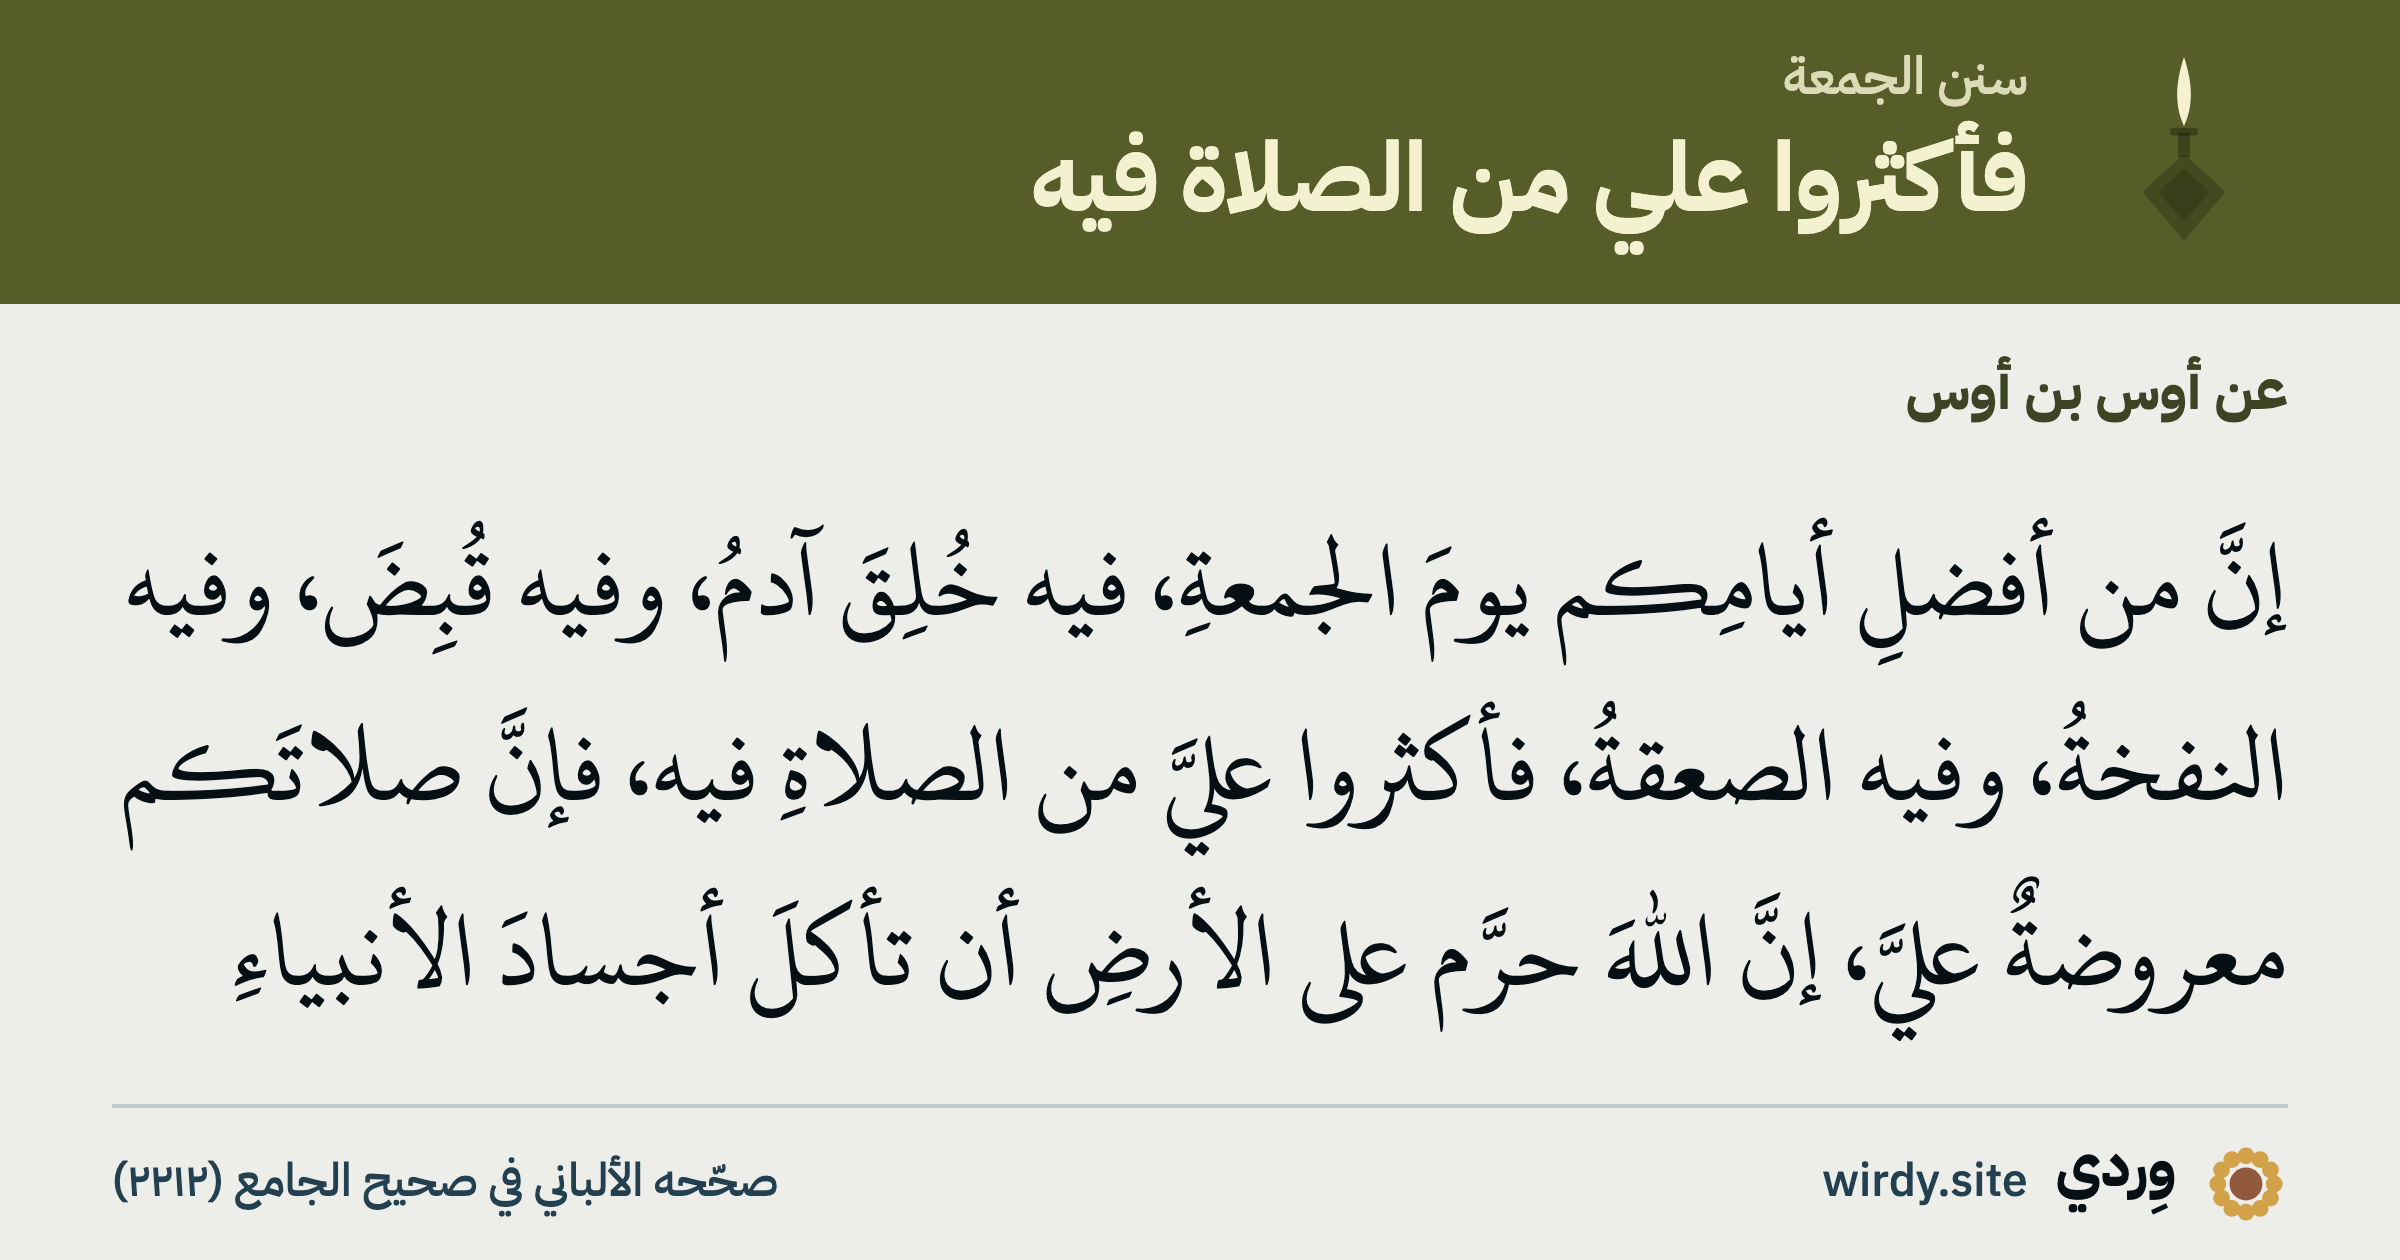 سنن الجمعة
فأكثروا علي من الصلاة فيه
عن أوس بن أوس
إنَّ من أفضلِ أيامِكم يومَ الجمعةِ، فيه خُلِقَ آدمُ، وفيه قُبِضَ، وفيه
النفخةُ، وفيه الصعقةُ، فأكثروا عليَّ من الصلاةِ فيه، فإنَّ صلاتَكم
معروضةٌ عليَّ، إنَّ اللهَ حرَّم على الأرضِ أن تأكلَ أجسادَ الأنبياءِ
وِردي wirdy.site
صحّحه الألباني في صحيح الجامع (٢٢١٢)